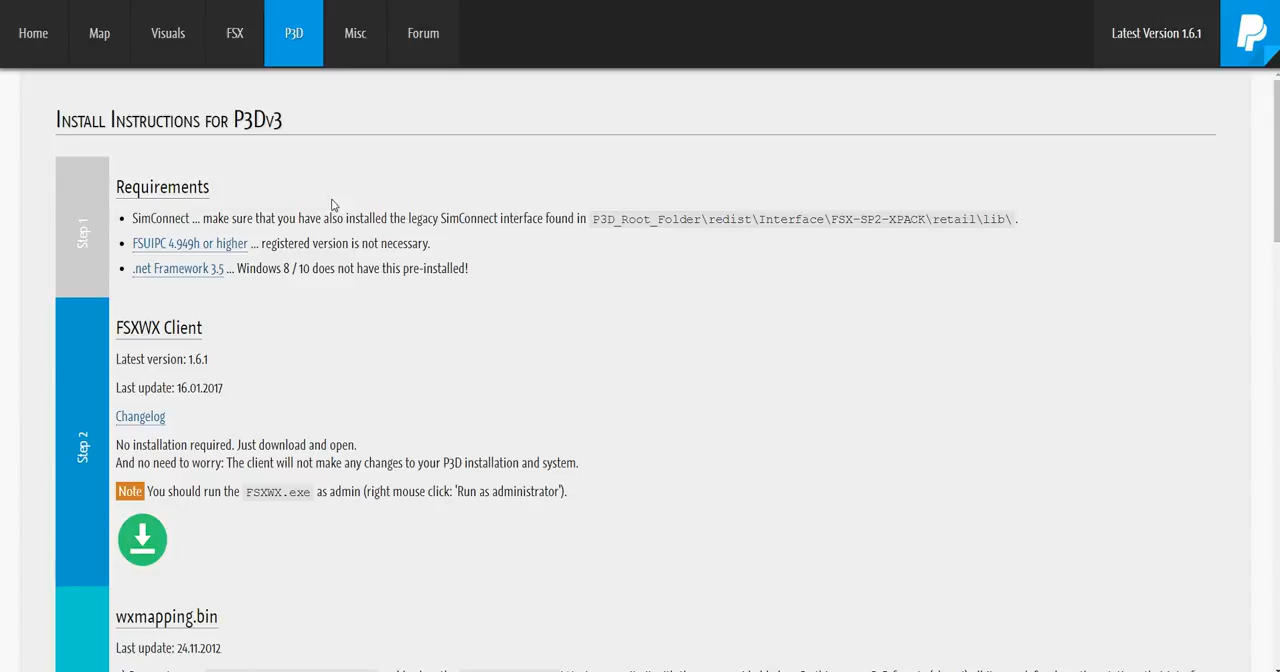 Home Map Visuals FSX P3D Misc Forum Latest Version 1.6.1
Install Instructions for P3Dv3
Step 1
Requirements
• SimConnect ... make sure that you have also installed the legacy SimConnect interface found in P3D_Root_Folder\redist\Interface\FSX-SP2-XPACK\retail\lib\.
• FSUIPC 4.949h or higher ... registered version is not necessary.
• .net Framework 3.5 ... Windows 8 / 10 does not have this pre-installed!
Step 2
FSXWX Client
Latest version: 1.6.1
Last update: 16.01.2017
Changelog
No installation required. Just download and open.
And no need to worry: The client will not make any changes to your P3D installation and system.
Note You should run the FSXWX.exe as admin (right mouse click: 'Run as administrator').
wxmapping.bin
Last update: 24.11.2012